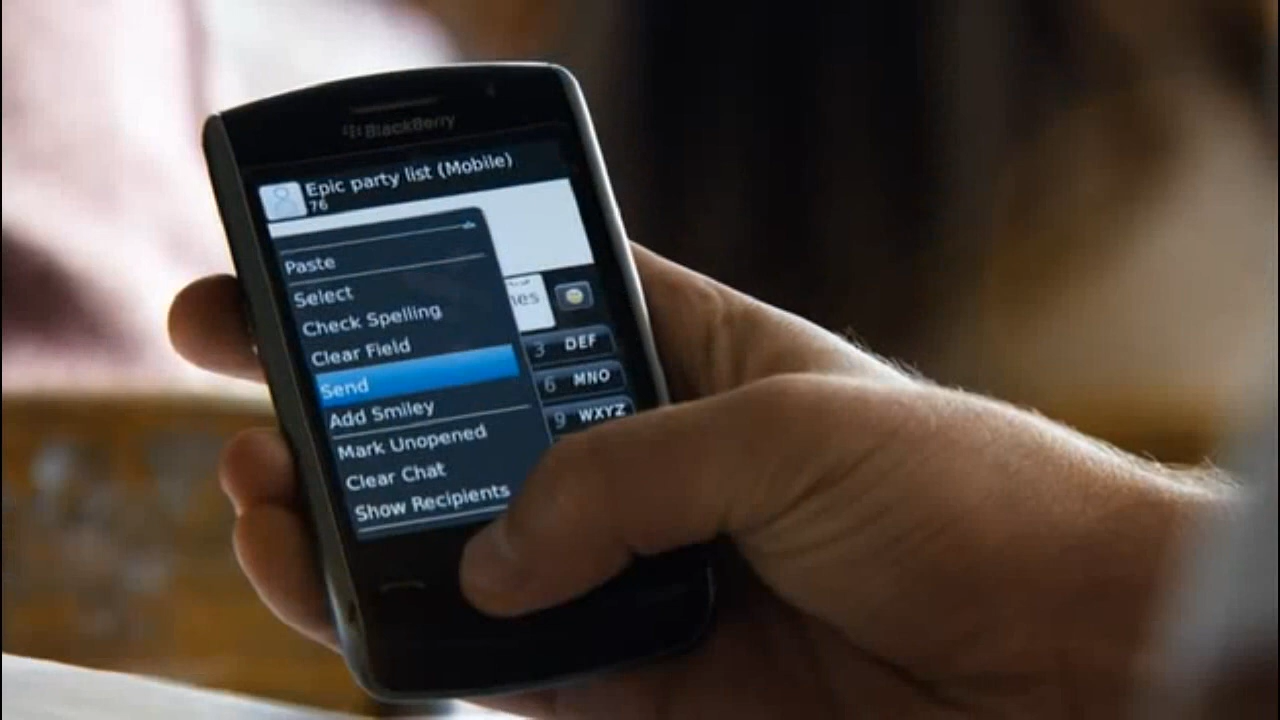 BlackBerry
Epic party list (Mobile)
76
Paste
Select
Check Spelling
Clear Field
Send
Add Smiley
Mark Unopened
Clear Chat
Show Recipients
3 DEF
6 MNO
9 WXYZ